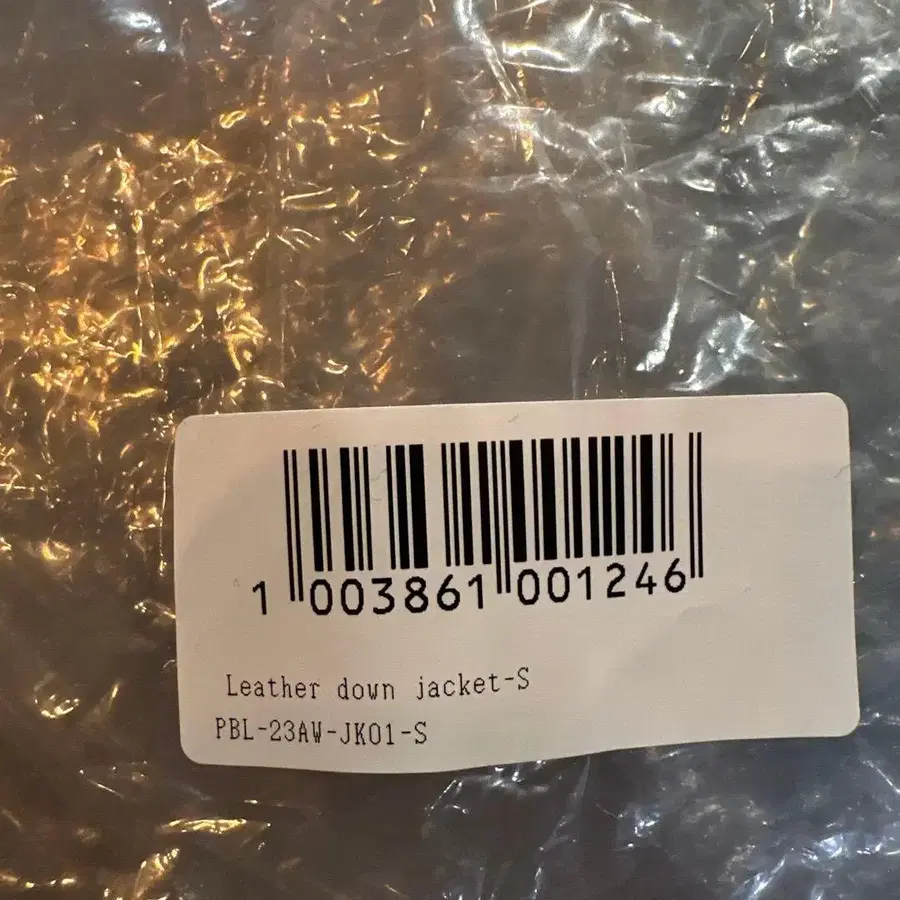 1 003861 001246
Leather down jacket-S
PBL-23AW-JK01-S